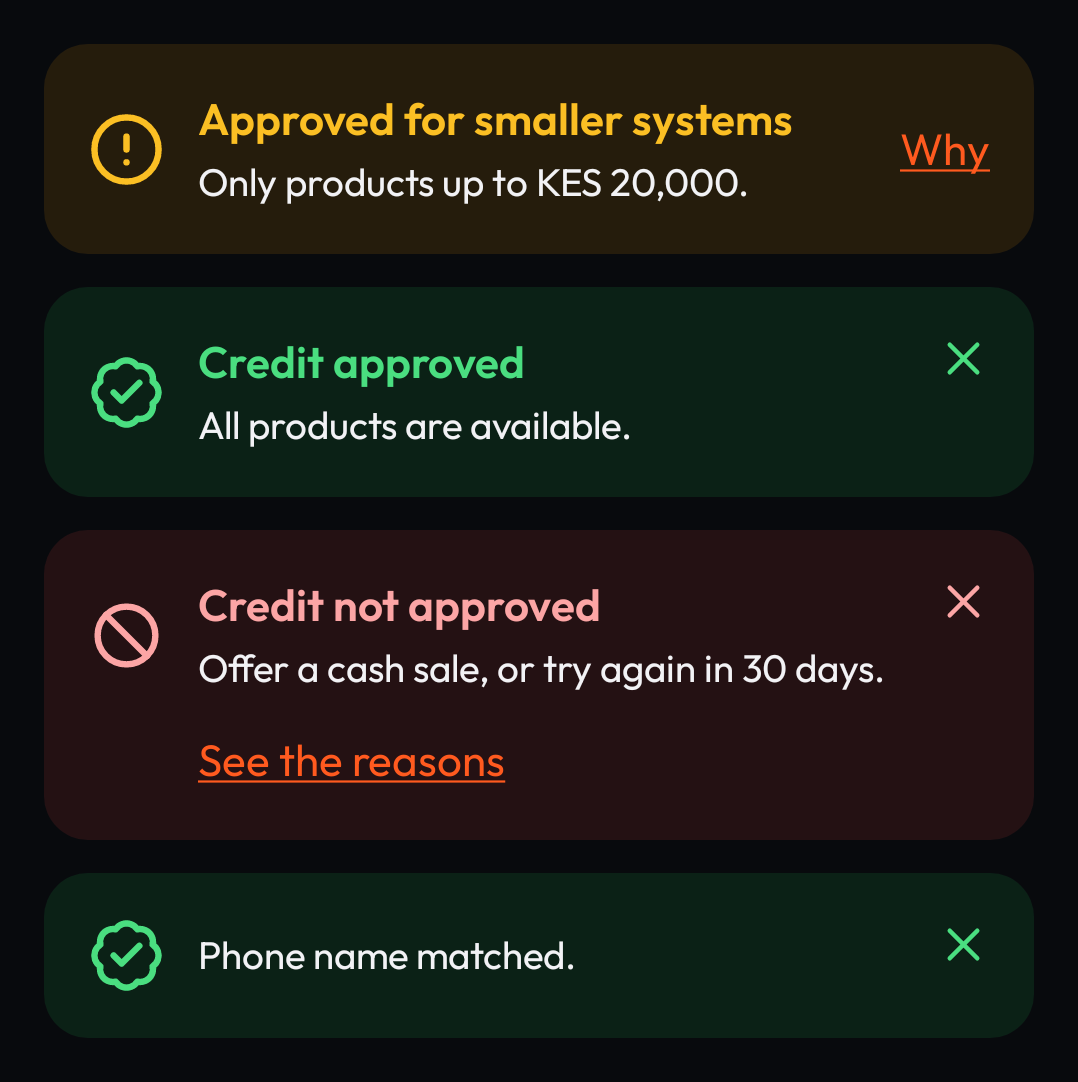 Approved for smaller systems
Only products up to KES 20,000.
Why
Credit approved
All products are available.
Credit not approved
Offer a cash sale, or try again in 30 days.
See the reasons
Phone name matched.